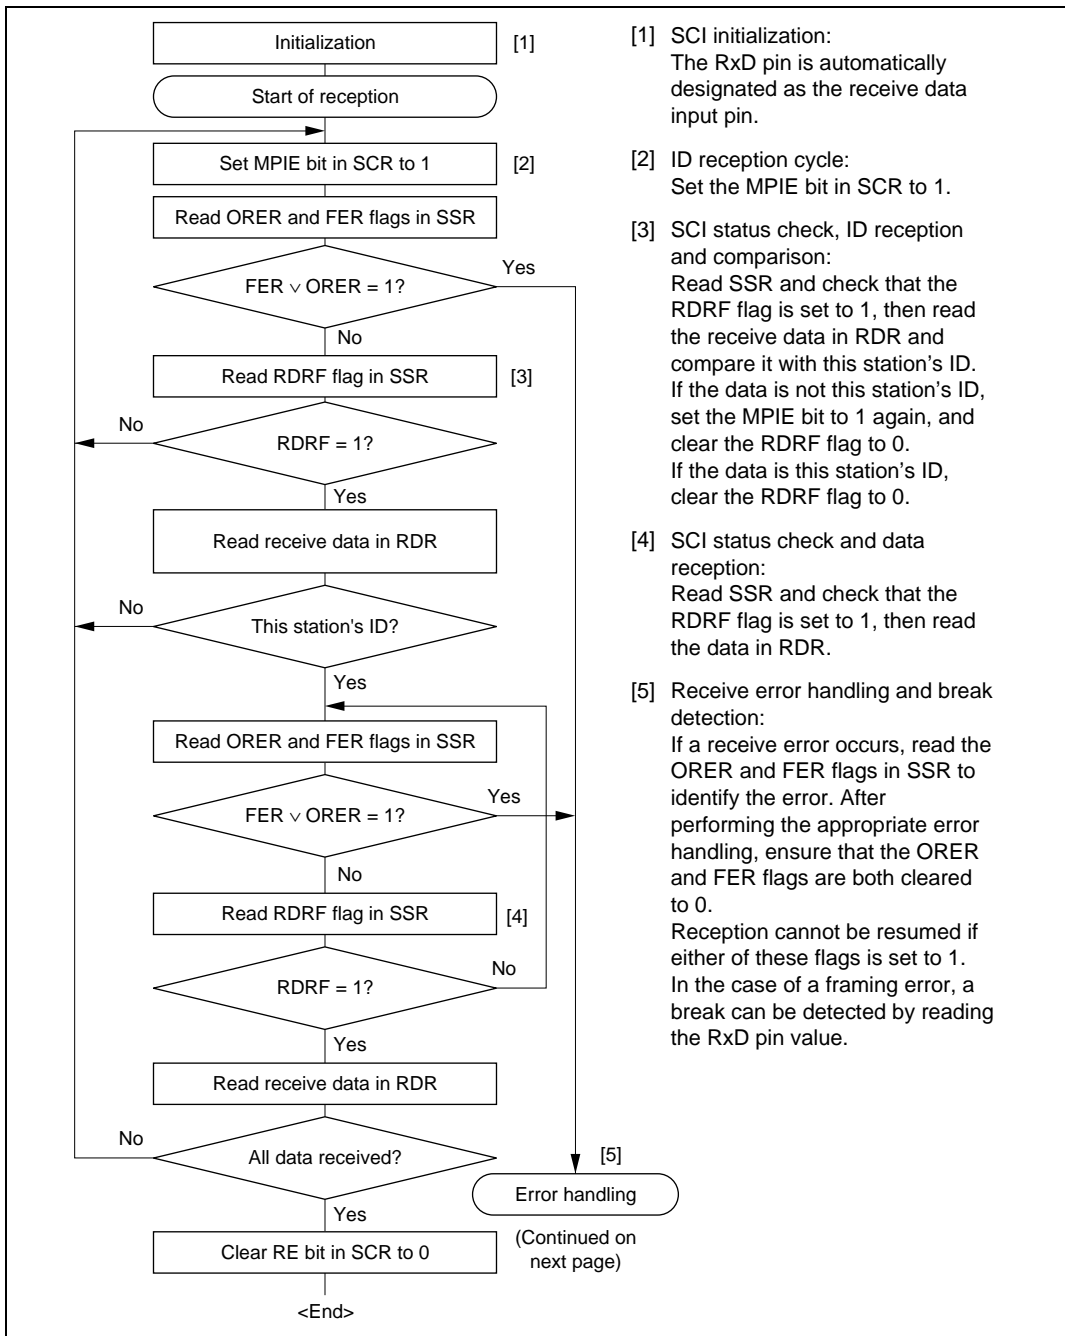 Initialization [1]
Start of reception
Set MPIE bit in SCR to 1 [2]
Read ORER and FER flags in SSR
Yes
FER ∨ ORER = 1?
No
Read RDRF flag in SSR [3]
No
RDRF = 1?
Yes
Read receive data in RDR
No
This station's ID?
Yes
Read ORER and FER flags in SSR
Yes
FER ∨ ORER = 1?
No
Read RDRF flag in SSR [4]
No
RDRF = 1?
Yes
Read receive data in RDR
No
All data received?
[5]
Error handling
Yes
(Continued on
next page)
Clear RE bit in SCR to 0
<End>
[1] SCI initialization:
The RxD pin is automatically
designated as the receive data
input pin.
[2] ID reception cycle:
Set the MPIE bit in SCR to 1.
[3] SCI status check, ID reception
and comparison:
Read SSR and check that the
RDRF flag is set to 1, then read
the receive data in RDR and
compare it with this station's ID.
If the data is not this station's ID,
set the MPIE bit to 1 again, and
clear the RDRF flag to 0.
If the data is this station's ID,
clear the RDRF flag to 0.
[4] SCI status check and data
reception:
Read SSR and check that the
RDRF flag is set to 1, then read
the data in RDR.
[5] Receive error handling and break
detection:
If a receive error occurs, read the
ORER and FER flags in SSR to
identify the error. After
performing the appropriate error
handling, ensure that the ORER
and FER flags are both cleared
to 0.
Reception cannot be resumed if
either of these flags is set to 1.
In the case of a framing error, a
break can be detected by reading
the RxD pin value.